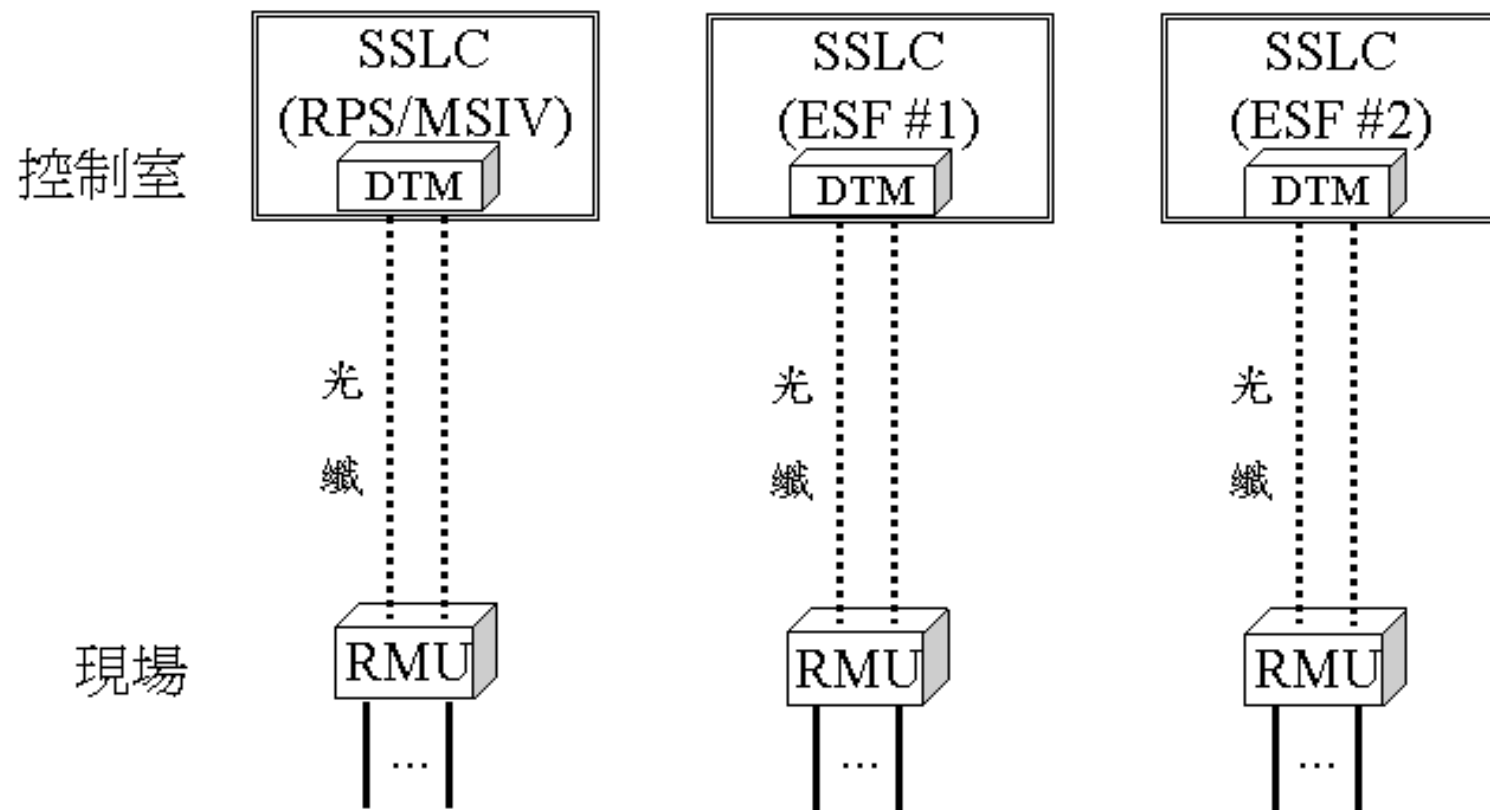 SSLC
(RPS/MSIV)
DTM
SSLC
(ESF #1)
DTM
SSLC
(ESF #2)
DTM
控制室
光
纖
光
纖
光
纖
現場
RMU
...
RMU
...
RMU
...